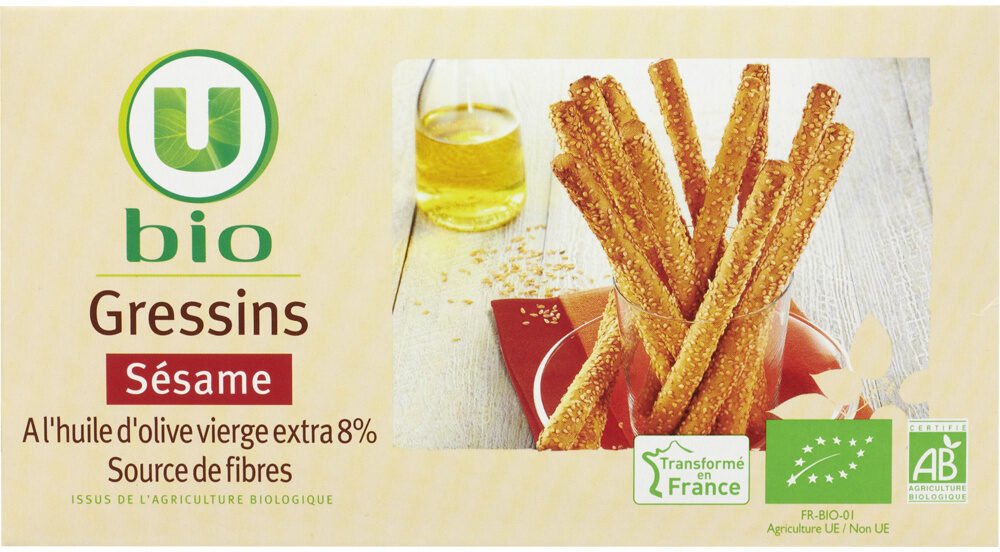 U
bio
Gressins
Sésame
A l'huile d'olive vierge extra 8%
Source de fibres
ISSUS DE L'AGRICULTURE BIOLOGIQUE
Transformé
en
France
FR-BIO-01
Agriculture UE / Non UE
CERTIFIÉ
AB
AGRICULTURE
BIOLOGIQUE